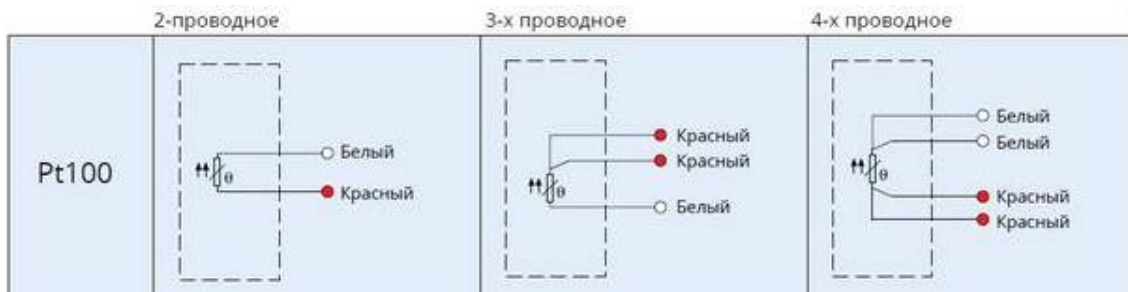 2-проводное 3-х проводное 4-х проводное
Pt100
Белый
Красный
θ
Красный
Красный
Белый
θ
Белый
Белый
Красный
Красный
θ